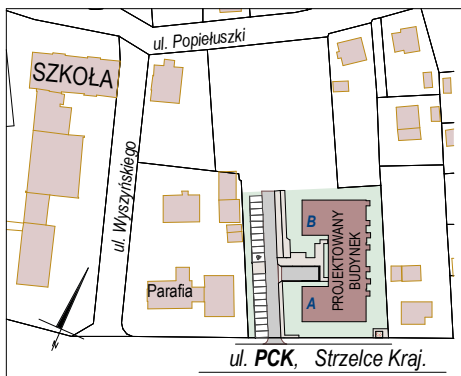 ul. Popiełuszki
SZKOŁA
ul. Wyszyńskiego
B
PROJEKTOWANY
BUDYNEK
Parafia
A
N
ul. PCK, Strzelce Kraj.